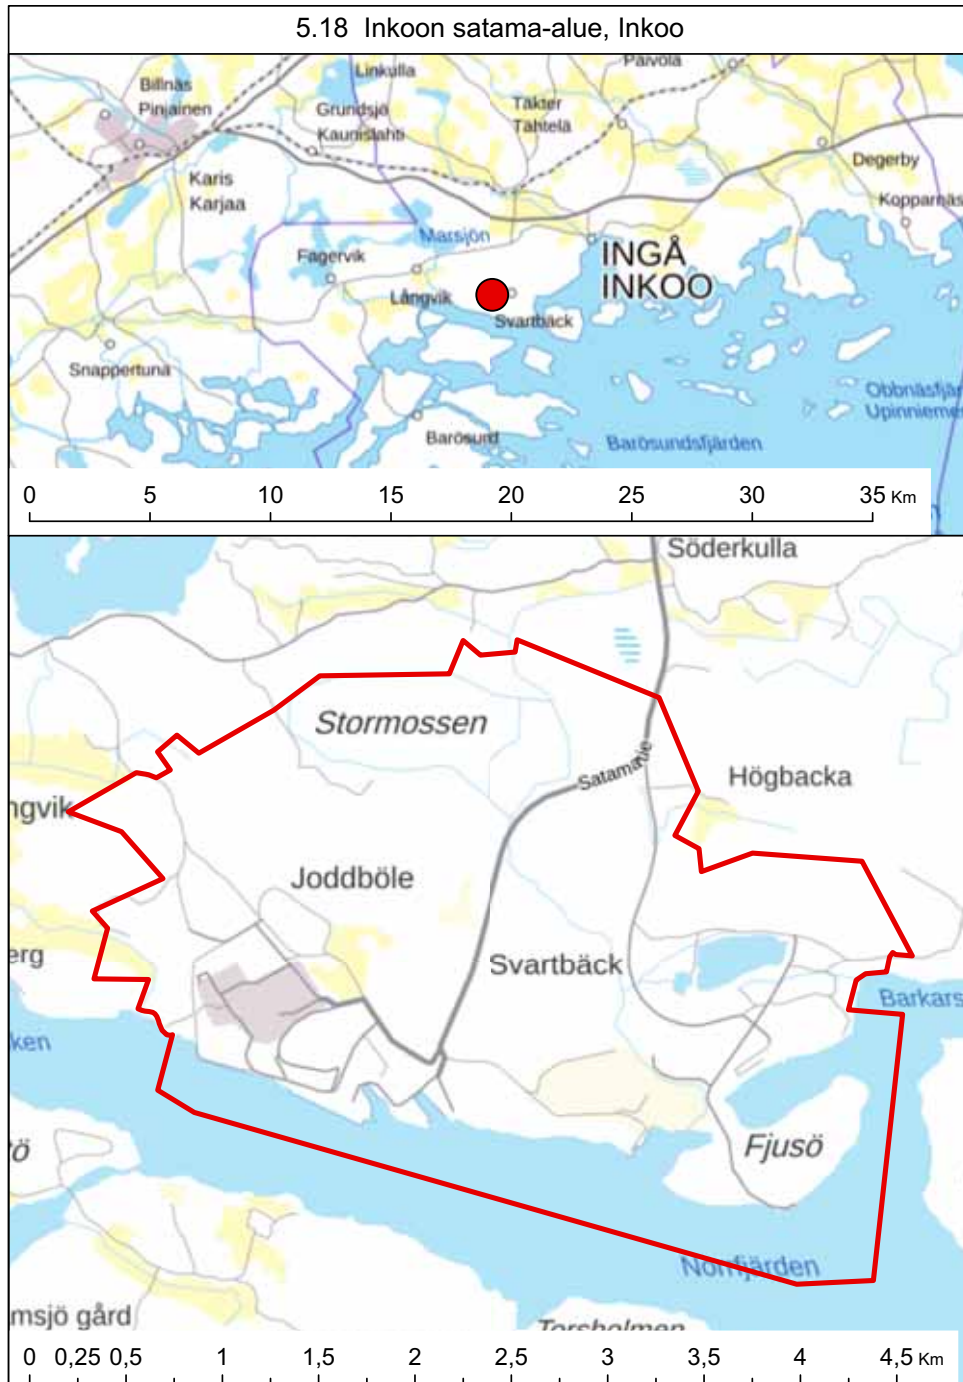 5.18 Inkoon satama-alue, Inkoo
Linkulla
Päivölä
Billnäs
Pinjainen
Grundsjö
Kaunislahti
Täkter
Tähtelä
Degerby
Karis
Karjaa
Kopparnäs
Marsjön
INGÅ
INKOO
Fagervik
Långvik
Svartbäck
Snappertuna
Obbnäsfjär
Upinnieme
Barösund
Barösundsfjärden
0 5 10 15 20 25 30 35 Km
Söderkulla
Stormossen
Satamatie
Högbacka
ngvik
Joddböle
erg
Svartbäck
Barkars
ken
Fjusö
tö
Norrfjärden
msjö gård
Torsholmen
0 0,25 0,5 1 1,5 2 2,5 3 3,5 4 4,5 Km